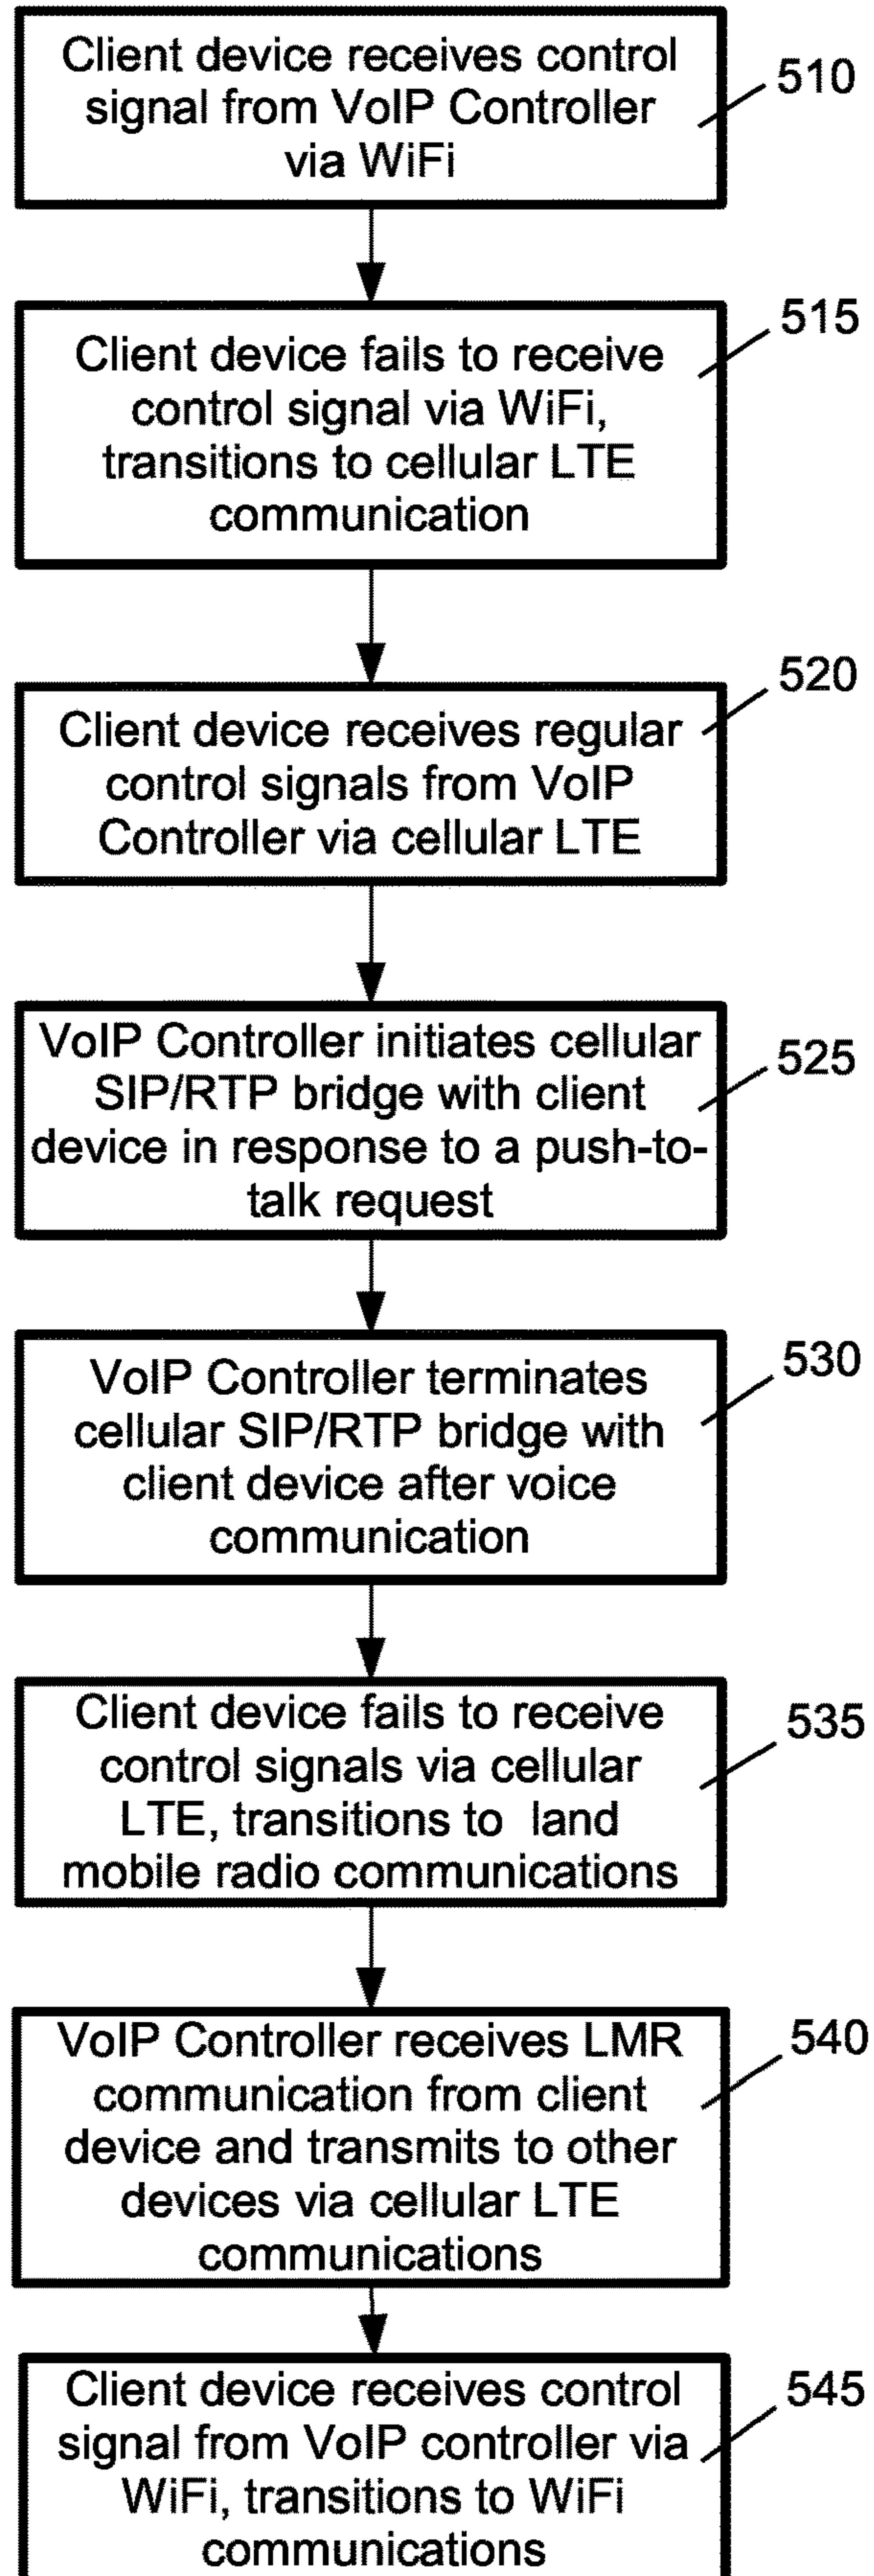 Client device receives control
signal from VoIP Controller
via WiFi
510
Client device fails to receive
control signal via WiFi,
transitions to cellular LTE
communication
515
Client device receives regular
control signals from VoIP
Controller via cellular LTE
520
VoIP Controller initiates cellular
SIP/RTP bridge with client
device in response to a push-to-
talk request
525
VoIP Controller terminates
cellular SIP/RTP bridge with
client device after voice
communication
530
Client device fails to receive
control signals via cellular
LTE, transitions to land
mobile radio communications
535
VoIP Controller receives LMR
communication from client
device and transmits to other
devices via cellular LTE
communications
540
Client device receives control
signal from VoIP controller via
WiFi, transitions to WiFi
communications
545